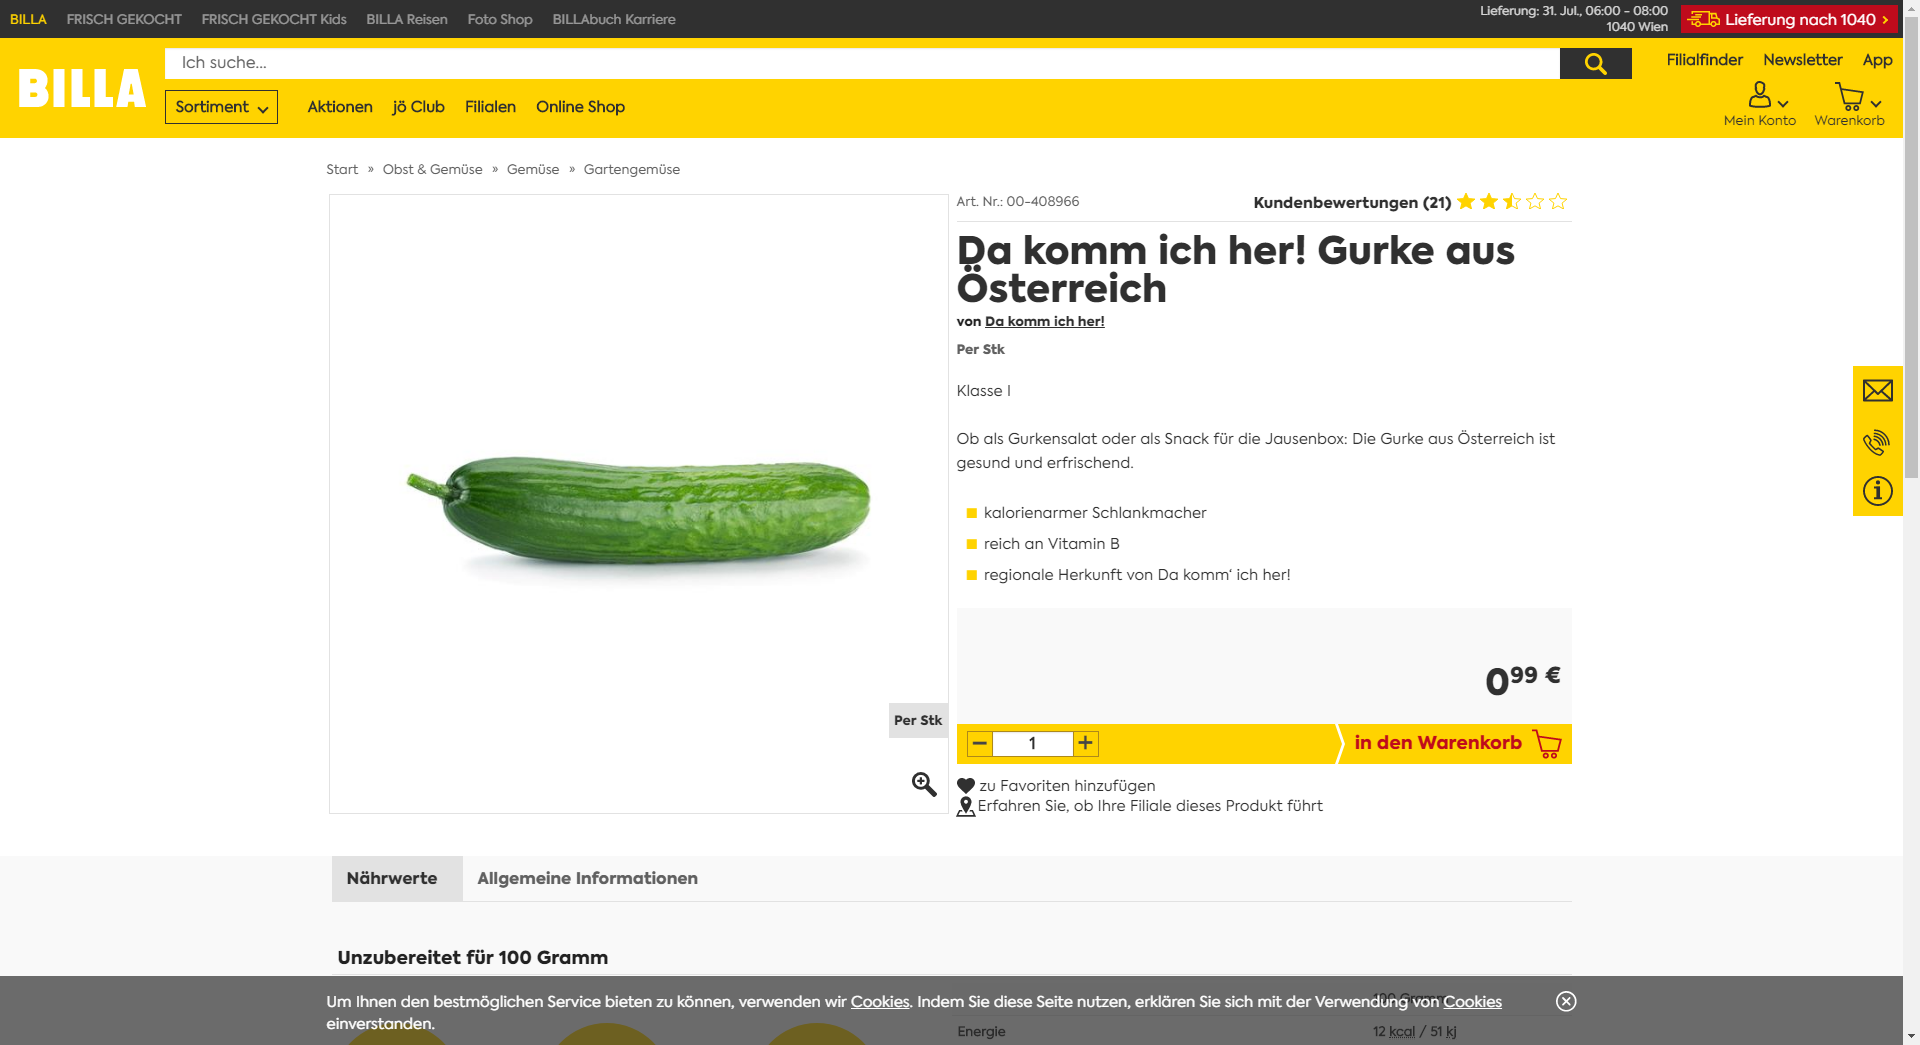 BILLA FRISCH GEKOCHT FRISCH GEKOCHT Kids BILLA Reisen Foto Shop BILLAbuch Karriere
Lieferung: 31. Jul., 06:00 - 08:00
1040 Wien
Lieferung nach 1040
BILLA
Ich suche...
Filialfinder Newsletter App
Sortiment Aktionen jö Club Filialen Online Shop
Mein Konto Warenkorb
Start » Obst & Gemüse » Gemüse » Gartengemüse
Art. Nr.: 00-408966
Kundenbewertungen (21)
Da komm ich her! Gurke aus
Österreich
von Da komm ich her!
Per Stk
Klasse I
Ob als Gurkensalat oder als Snack für die Jausenbox: Die Gurke aus Österreich ist
gesund und erfrischend.
kalorienarmer Schlankmacher
reich an Vitamin B
regionale Herkunft von Da komm‘ ich her!
0 99 €
Per Stk
1
in den Warenkorb
zu Favoriten hinzufügen
Erfahren Sie, ob Ihre Filiale dieses Produkt führt
Nährwerte Allgemeine Informationen
Unzubereitet für 100 Gramm
100 Gramm
Um Ihnen den bestmöglichen Service bieten zu können, verwenden wir Cookies. Indem Sie diese Seite nutzen, erklären Sie sich mit der Verwendung von Cookies
einverstanden.
Energie 12 kcal / 51 kj